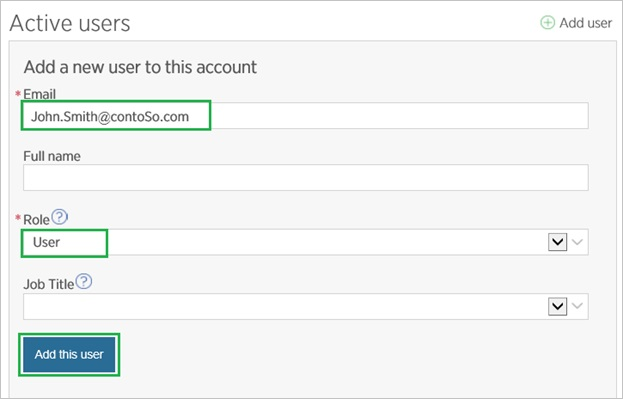 Active users
Add user
Add a new user to this account
* Email
John.Smith@contoSo.com
Full name
* Role ?
User
Job Title ?
Add this user